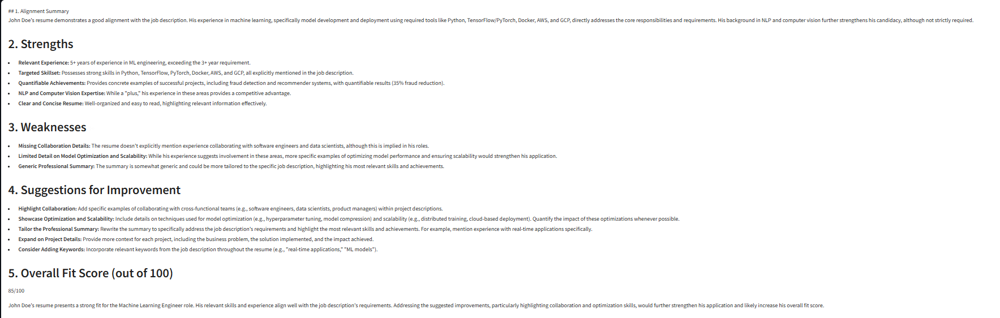 ## 1. Alignment Summary
John Doe's resume demonstrates a good alignment with the job description. His experience in machine learning, specifically model development and deployment using required tools like Python, TensorFlow/PyTorch, Docker, AWS, and GCP, directly addresses the core responsibilities and requirements. His background in NLP and computer vision further strengthens his candidacy, although not strictly required.
2. Strengths
• Relevant Experience: 5+ years of experience in ML engineering, exceeding the 3+ year requirement.
• Targeted Skillset: Possesses strong skills in Python, TensorFlow, PyTorch, Docker, AWS, and GCP, all explicitly mentioned in the job description.
• Quantifiable Achievements: Provides concrete examples of successful projects, including fraud detection and recommender systems, with quantifiable results (35% fraud reduction).
• NLP and Computer Vision Expertise: While a "plus," his experience in these areas provides a competitive advantage.
• Clear and Concise Resume: Well-organized and easy to read, highlighting relevant information effectively.
3. Weaknesses
• Missing Collaboration Details: The resume doesn't explicitly mention experience collaborating with software engineers and data scientists, although this is implied in his roles.
• Limited Detail on Model Optimization and Scalability: While his experience suggests involvement in these areas, more specific examples of optimizing model performance and ensuring scalability would strengthen his application.
• Generic Professional Summary: The summary is somewhat generic and could be more tailored to the specific job description, highlighting his most relevant skills and achievements.
4. Suggestions for Improvement
• Highlight Collaboration: Add specific examples of collaborating with cross-functional teams (e.g., software engineers, data scientists, product managers) within project descriptions.
• Showcase Optimization and Scalability: Include details on techniques used for model optimization (e.g., hyperparameter tuning, model compression) and scalability (e.g., distributed training, cloud-based deployment). Quantify the impact of these optimizations whenever possible.
• Tailor the Professional Summary: Rewrite the summary to specifically address the job description's requirements and highlight the most relevant skills and achievements. For example, mention experience with real-time applications specifically.
• Expand on Project Details: Provide more context for each project, including the business problem, the solution implemented, and the impact achieved.
• Consider Adding Keywords: Incorporate relevant keywords from the job description throughout the resume (e.g., "real-time applications," "ML models").
5. Overall Fit Score (out of 100)
85/100
John Doe's resume presents a strong fit for the Machine Learning Engineer role. His relevant skills and experience align well with the job description's requirements. Addressing the suggested improvements, particularly highlighting collaboration and optimization skills, would further strengthen his application and likely increase his overall fit score.